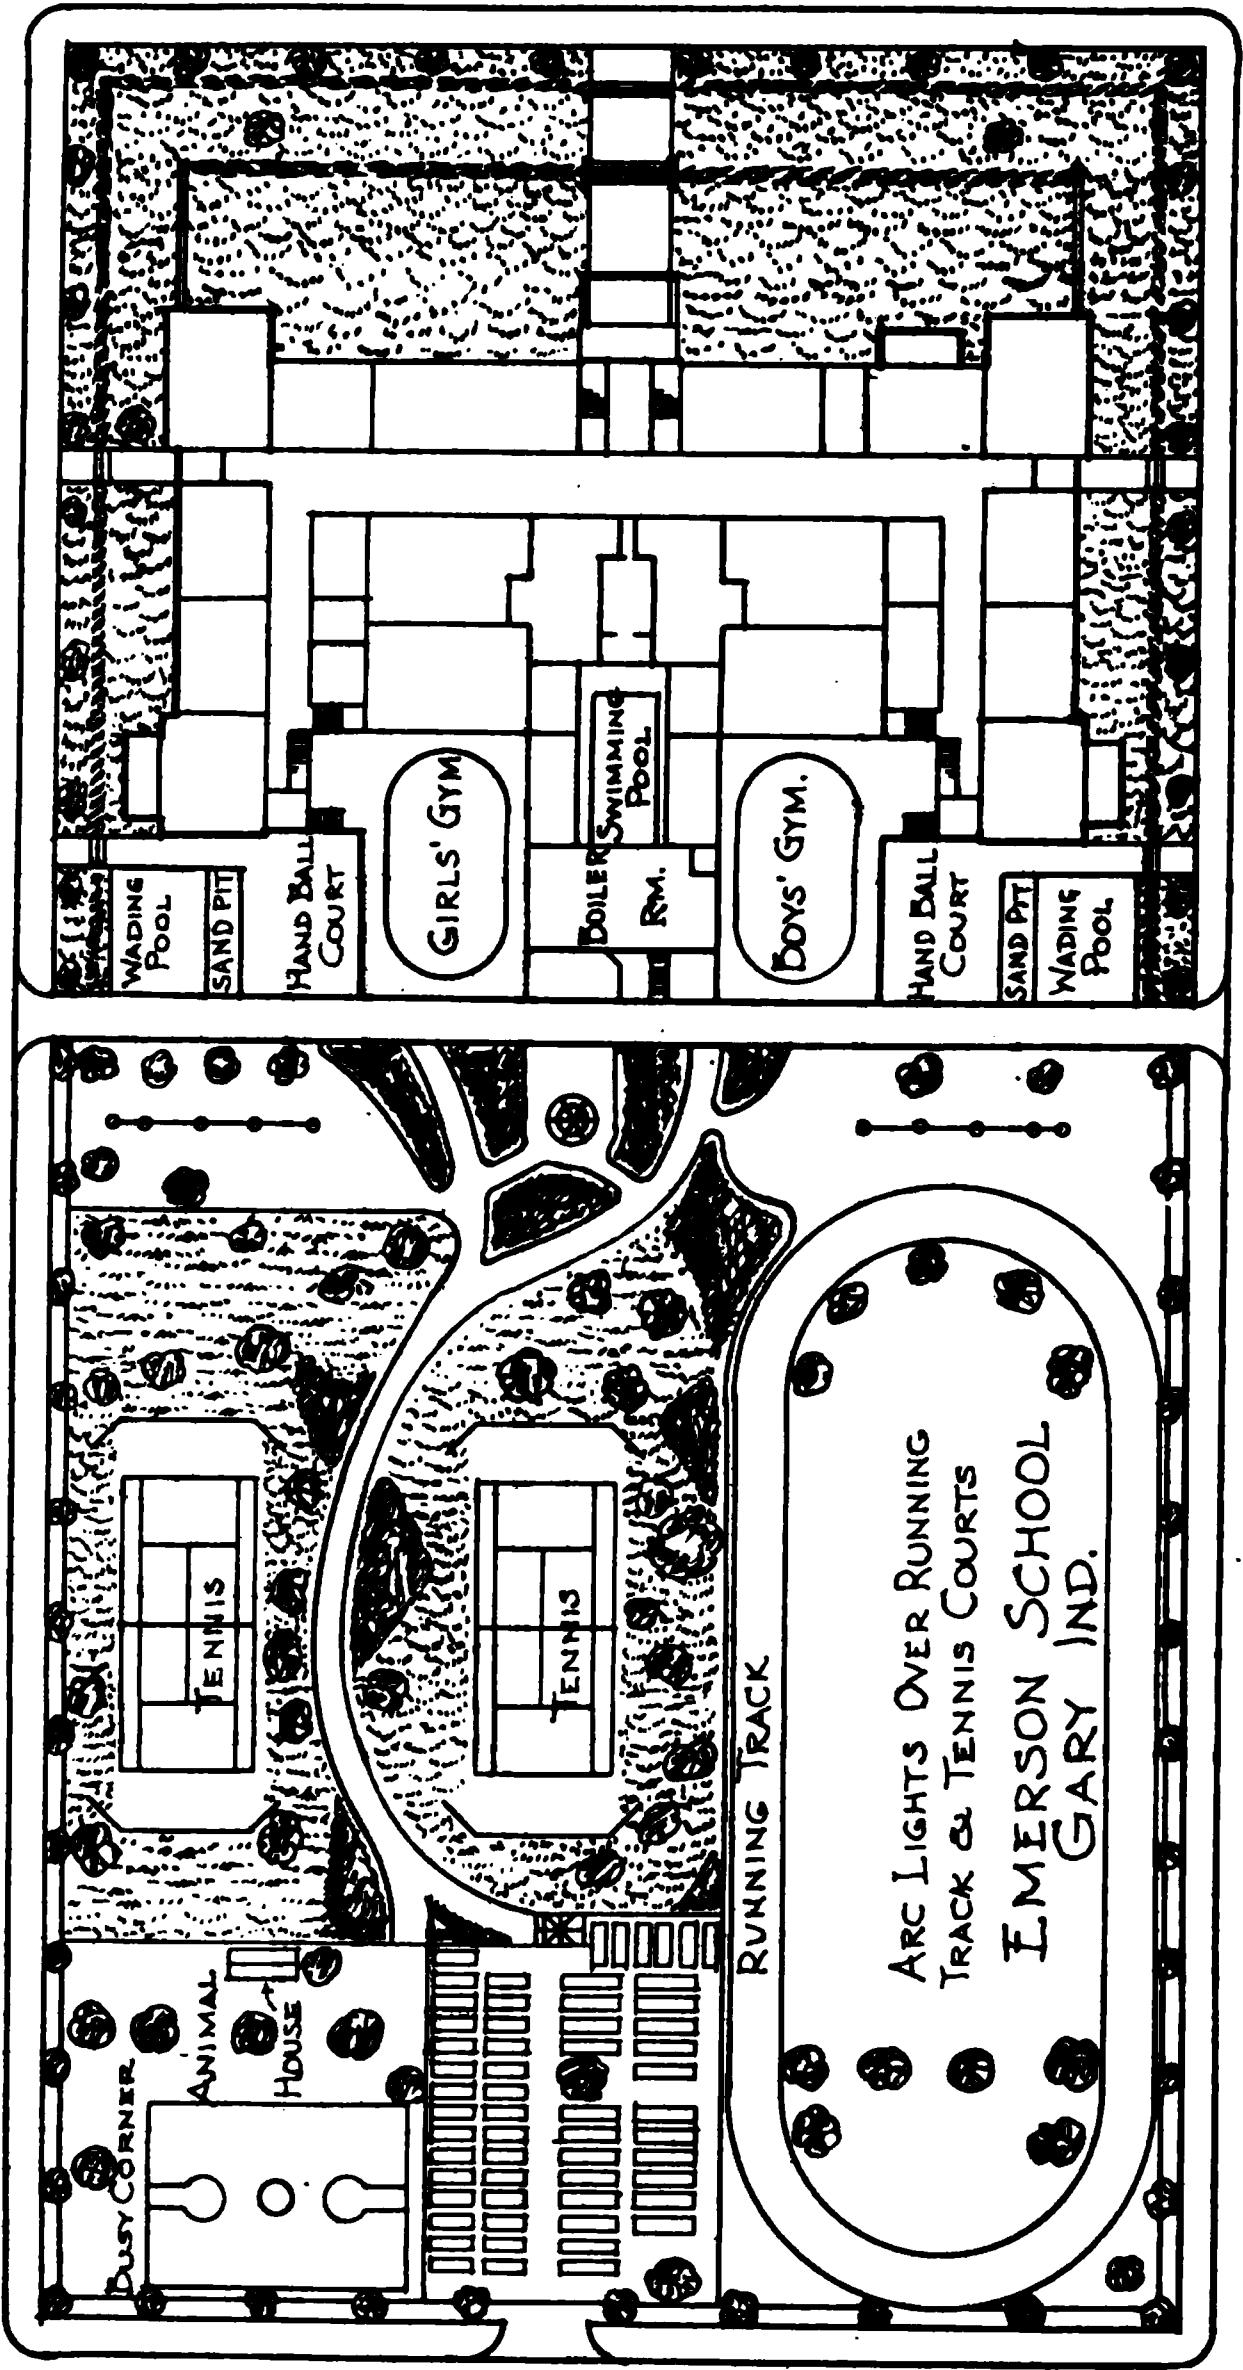 WADING
POOL
SAND PIT
HAND BALL
COURT
GIRLS' GYM
SWIMMING
POOL
BOILER
RM.
BOYS' GYM.
HAND BALL
COURT
SAND PIT
WADING
POOL
TENNIS
TENNIS
RUNNING TRACK
ARC LIGHTS OVER RUNNING
TRACK & TENNIS COURTS
EMERSON SCHOOL
GARY IND.
BUSY CORNER
ANIMAL
HOUSE